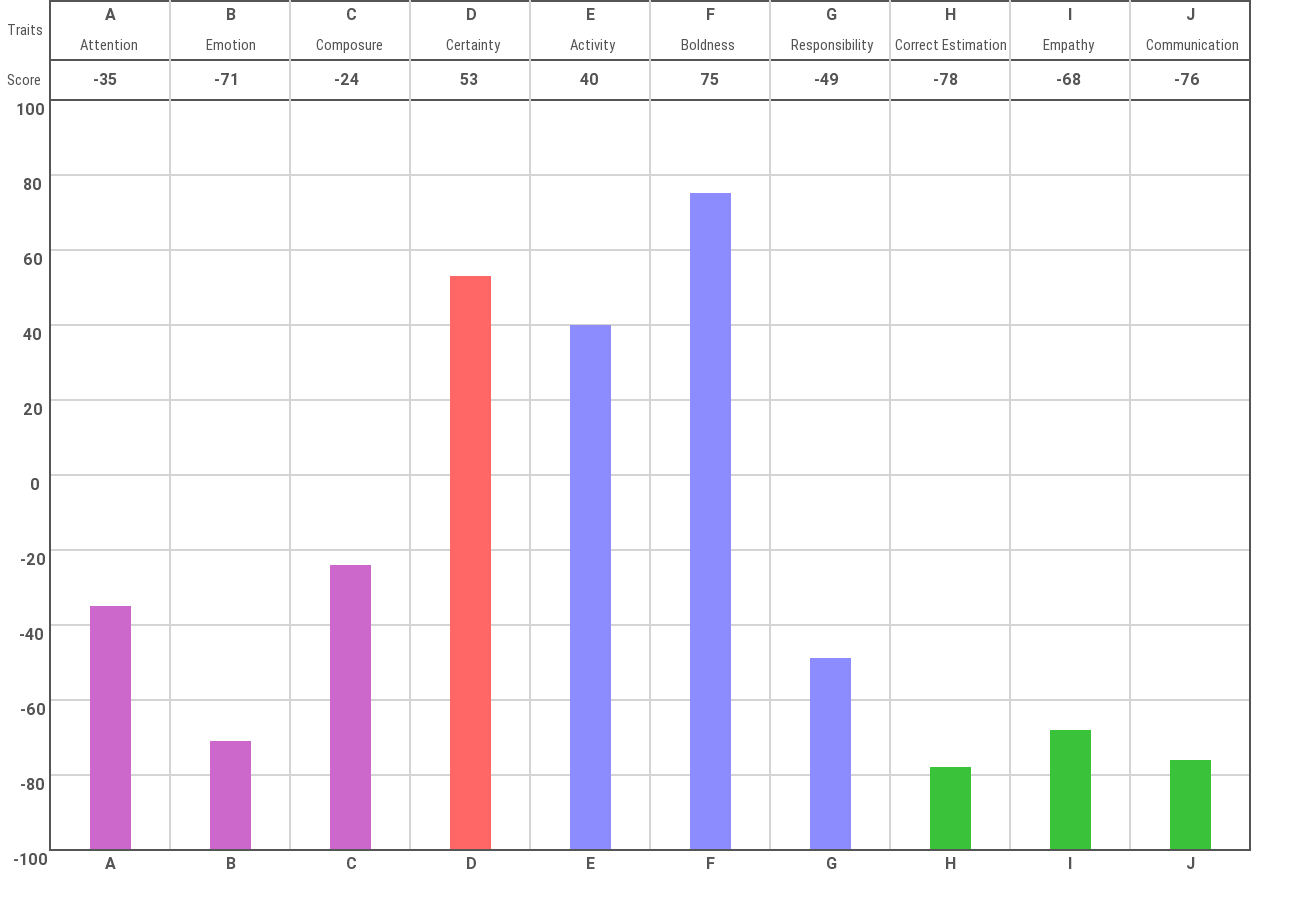 Traits A B C D E F G H I J
Attention Emotion Composure Certainty Activity Boldness Responsibility Correct Estimation Empathy Communication
Score -35 -71 -24 53 40 75 -49 -78 -68 -76
100
80
60
40
20
0
-20
-40
-60
-80
-100
A B C D E F G H I J